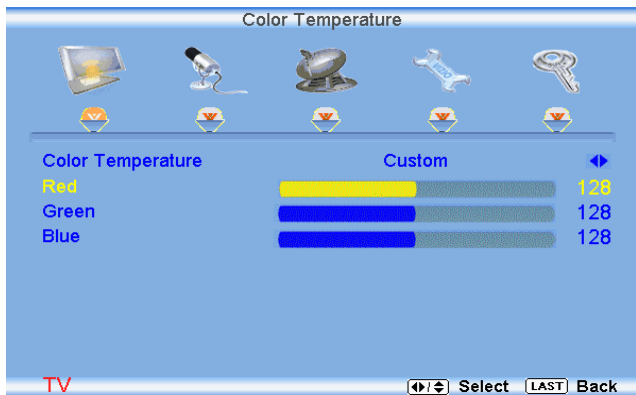 Color Temperature
Color Temperature Custom
Red 128
Green 128
Blue 128
TV Select LAST Back